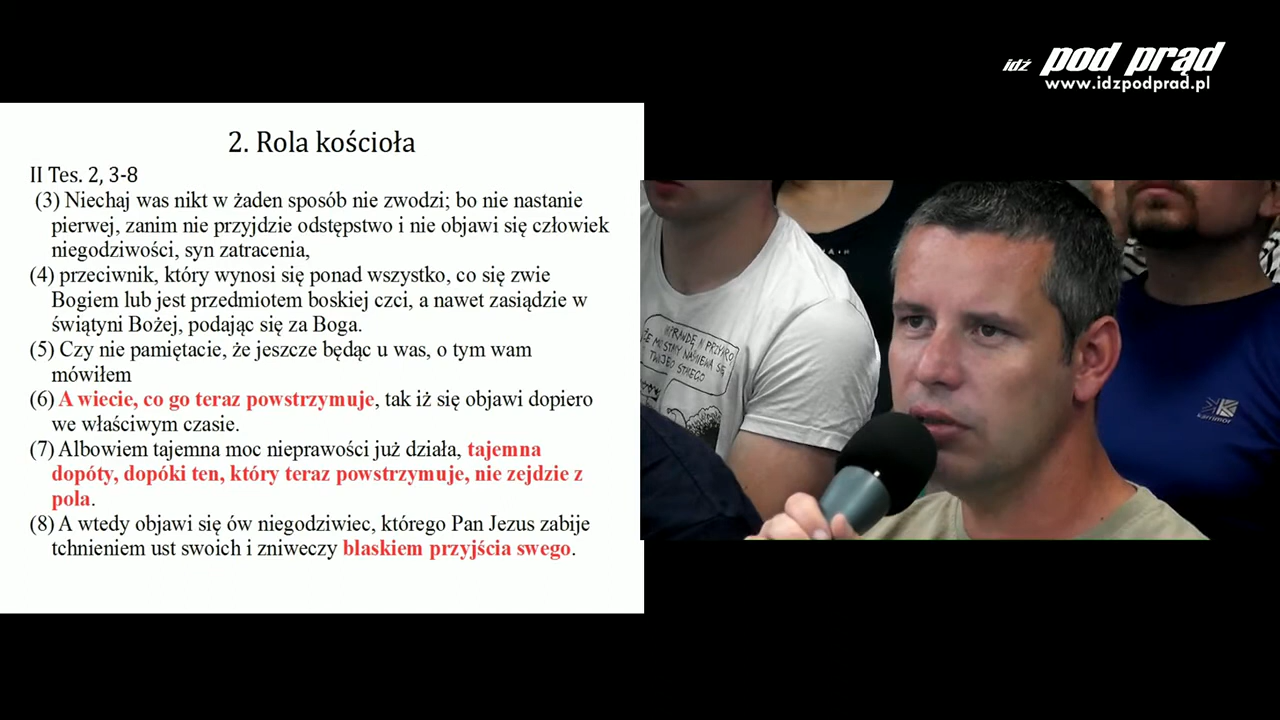 idź pod prąd
www.idzpodprad.pl
2. Rola kościoła
II Tes. 2, 3-8
(3) Niechaj was nikt w żaden sposób nie zwodzi; bo nie nastanie
pierwej, zanim nie przyjdzie odstępstwo i nie objawi się człowiek
niegodziwości, syn zatracenia,
(4) przeciwnik, który wynosi się ponad wszystko, co się zwie
Bogiem lub jest przedmiotem boskiej czci, a nawet zasiądzie w
świątyni Bożej, podając się za Boga.
(5) Czy nie pamiętacie, że jeszcze będąc u was, o tym wam
mówiłem
(6) A wiecie, co go teraz powstrzymuje, tak iż się objawi dopiero
we właściwym czasie.
(7) Albowiem tajemna moc nieprawości już działa, tajemna
dopóty, dopóki ten, który teraz powstrzymuje, nie zejdzie z
pola.
(8) A wtedy objawi się ów niegodziwiec, którego Pan Jezus zabije
tchnieniem ust swoich i zniweczy blaskiem przyjścia swego.
karrimor